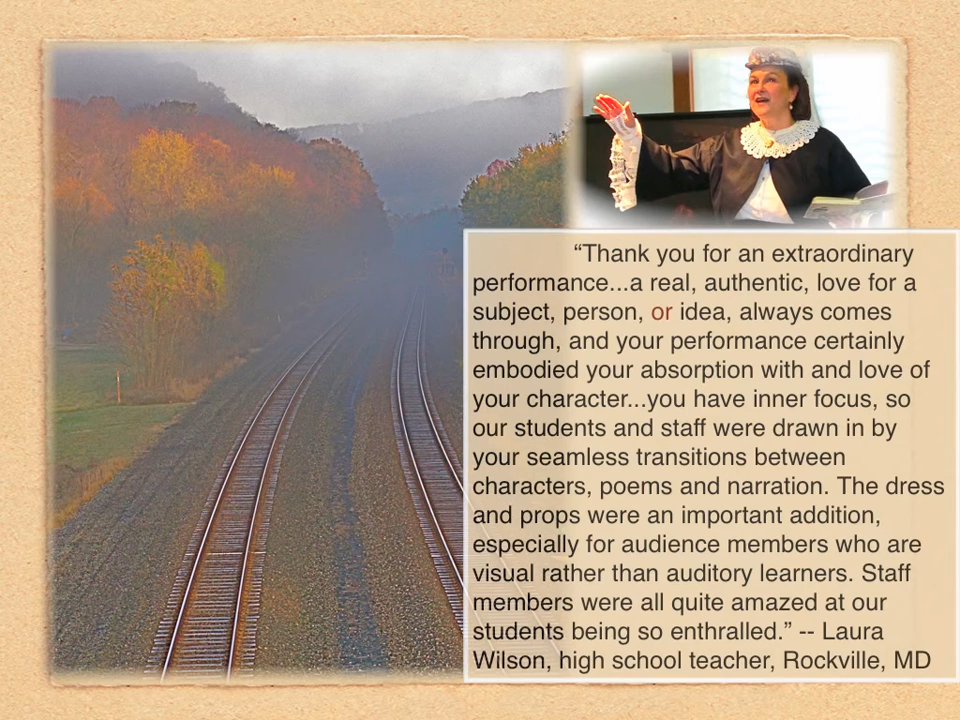 “Thank you for an extraordinary
performance...a real, authentic, love for a
subject, person, or idea, always comes
through, and your performance certainly
embodied your absorption with and love of
your character...you have inner focus, so
our students and staff were drawn in by
your seamless transitions between
characters, poems and narration. The dress
and props were an important addition,
especially for audience members who are
visual rather than auditory learners. Staff
members were all quite amazed at our
students being so enthralled.” -- Laura
Wilson, high school teacher, Rockville, MD